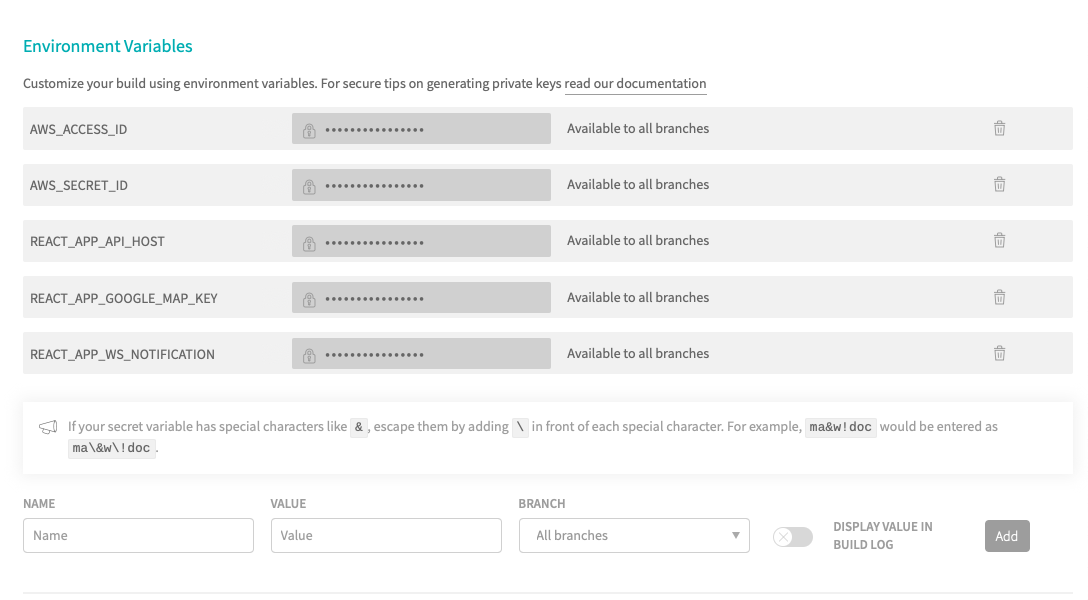 Environment Variables
Customize your build using environment variables. For secure tips on generating private keys read our documentation
AWS_ACCESS_ID •••••••••••••••• Available to all branches
AWS_SECRET_ID •••••••••••••••• Available to all branches
REACT_APP_API_HOST •••••••••••••••• Available to all branches
REACT_APP_GOOGLE_MAP_KEY •••••••••••••••• Available to all branches
REACT_APP_WS_NOTIFICATION •••••••••••••••• Available to all branches
If your secret variable has special characters like &, escape them by adding \ in front of each special character. For example, ma&w!doc would be entered as
ma\&w\!doc.
NAME VALUE BRANCH
Name Value All branches DISPLAY VALUE IN
BUILD LOG Add